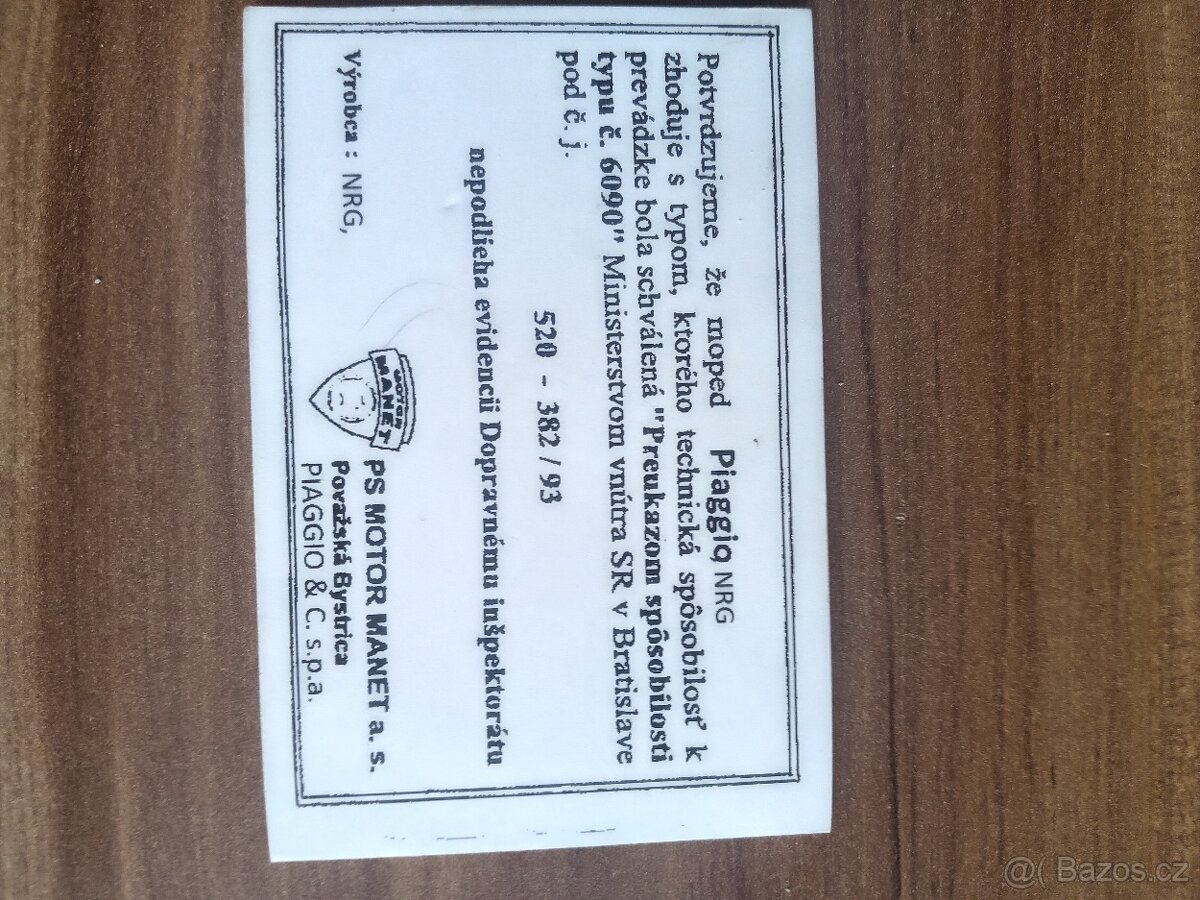 Potvrdzujeme, že moped Piaggio, NRG
zhoduje s typom, ktorého technická spôsobilosť k
prevádzke bola schválená "Preukazom spôsobilosti
typu č. 6090" Ministerstvom vnútra SR v Bratislave
pod č. j.
520 - 382 / 93
nepodlieha evidencii Dopravnému inšpektorátu
Výrobca : NRG,
MOTOR
MANET
PS MOTOR MANET a. s.
Považská Bystrica
PIAGGIO & C. s.p.a.
@( Bazos.cz